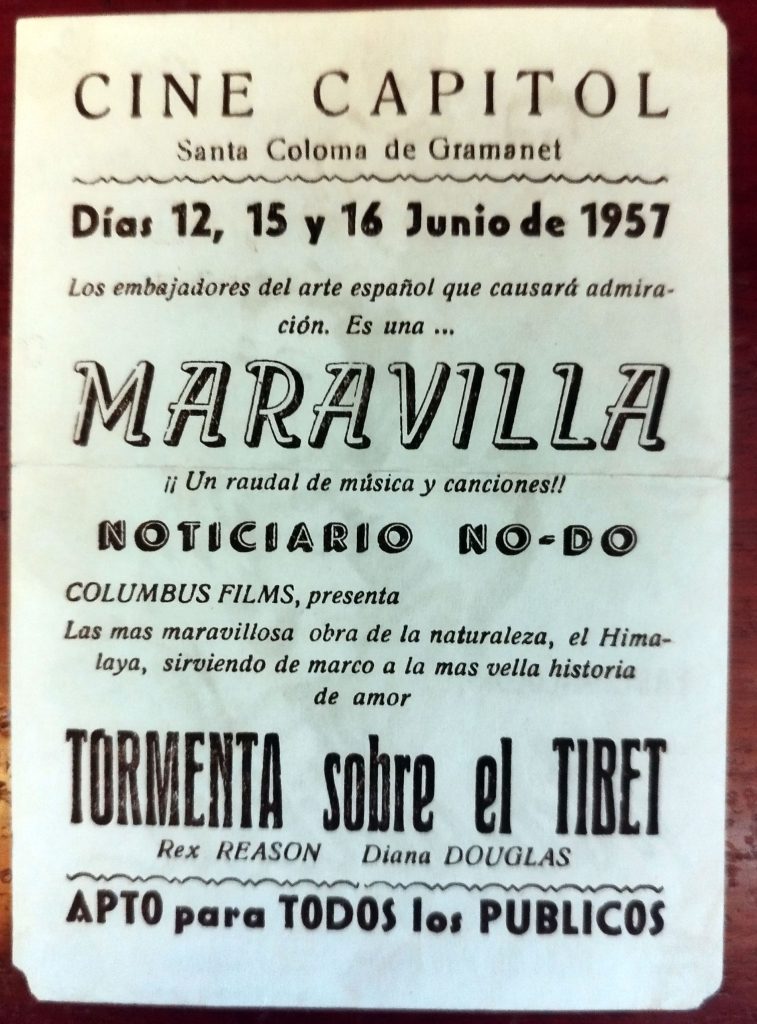 CINE CAPITOL
Santa Coloma de Gramanet
Días 12, 15 y 16 Junio de 1957
Los embajadores del arte español que causará admira-
ción. Es una ...
MARAVILLA
¡¡ Un raudal de música y canciones!!
NOTICIARIO NO-DO
COLUMBUS FILMS, presenta
Las mas maravillosa obra de la naturaleza, el Hima-
laya, sirviendo de marco a la mas vella historia
de amor
TORMENTA sobre el TIBET
Rex REASON Diana DOUGLAS
APTO para TODOS los PUBLICOS